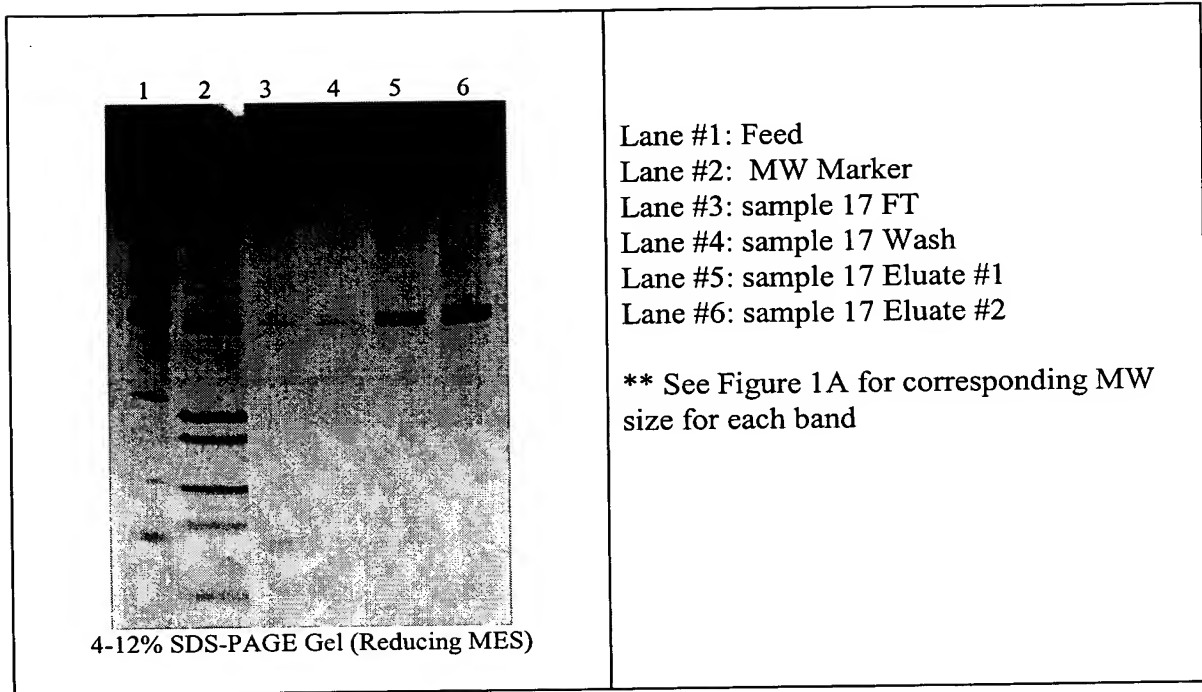 1 2 3 4 5 6
4-12% SDS-PAGE Gel (Reducing MES)
Lane #1: Feed
Lane #2: MW Marker
Lane #3: sample 17 FT
Lane #4: sample 17 Wash
Lane #5: sample 17 Eluate #1
Lane #6: sample 17 Eluate #2
** See Figure 1A for corresponding MW
size for each band